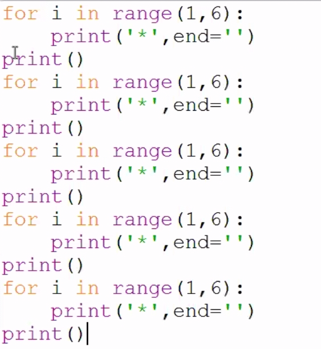 for i in range(1,6):
    print('*',end='')
print()
for i in range(1,6):
    print('*',end='')
print()
for i in range(1,6):
    print('*',end='')
print()
for i in range(1,6):
    print('*',end='')
print()
for i in range(1,6):
    print('*',end='')
print()